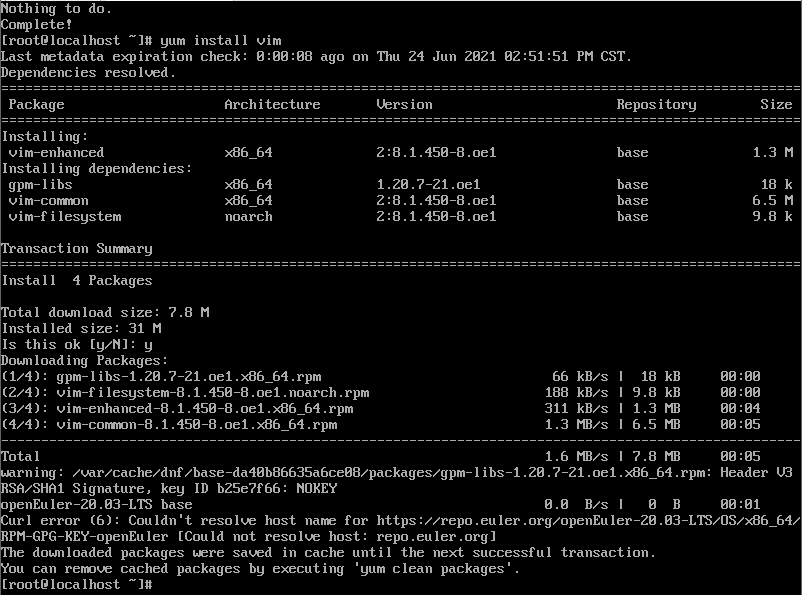 Nothing to do.
Complete!
[root@localhost ~]# yum install vim
Last metadata expiration check: 0:00:08 ago on Thu 24 Jun 2021 02:51:51 PM CST.
Dependencies resolved.
================================================================================
Package Architecture Version Repository Size
================================================================================
Installing:
vim-enhanced x86_64 2:8.1.450-8.oe1 base 1.3 M
Installing dependencies:
gpm-libs x86_64 1.20.7-21.oe1 base 18 k
vim-common x86_64 2:8.1.450-8.oe1 base 6.5 M
vim-filesystem noarch 2:8.1.450-8.oe1 base 9.8 k
Transaction Summary
================================================================================
Install 4 Packages
Total download size: 7.8 M
Installed size: 31 M
Is this ok [y/N]: y
Downloading Packages:
(1/4): gpm-libs-1.20.7-21.oe1.x86_64.rpm 66 kB/s | 18 kB 00:00
(2/4): vim-filesystem-8.1.450-8.oe1.noarch.rpm 188 kB/s | 9.8 kB 00:00
(3/4): vim-enhanced-8.1.450-8.oe1.x86_64.rpm 311 kB/s | 1.3 MB 00:04
(4/4): vim-common-8.1.450-8.oe1.x86_64.rpm 1.3 MB/s | 6.5 MB 00:05
--------------------------------------------------------------------------------
Total 1.6 MB/s | 7.8 MB 00:05
warning: /var/cache/dnf/base-da40b86635a6ce08/packages/gpm-libs-1.20.7-21.oe1.x86_64.rpm: Header V3
RSA/SHA1 Signature, key ID b25e7f66: NOKEY
openEuler-20.03-LTS base 0.0 B/s | 0 B 00:01
Curl error (6): Couldn't resolve host name for https://repo.euler.org/openEuler-20.03-LTS/OS/x86_64/
RPM-GPG-KEY-openEuler [Could not resolve host: repo.euler.org]
The downloaded packages were saved in cache until the next successful transaction.
You can remove cached packages by executing 'yum clean packages'.
[root@localhost ~]#